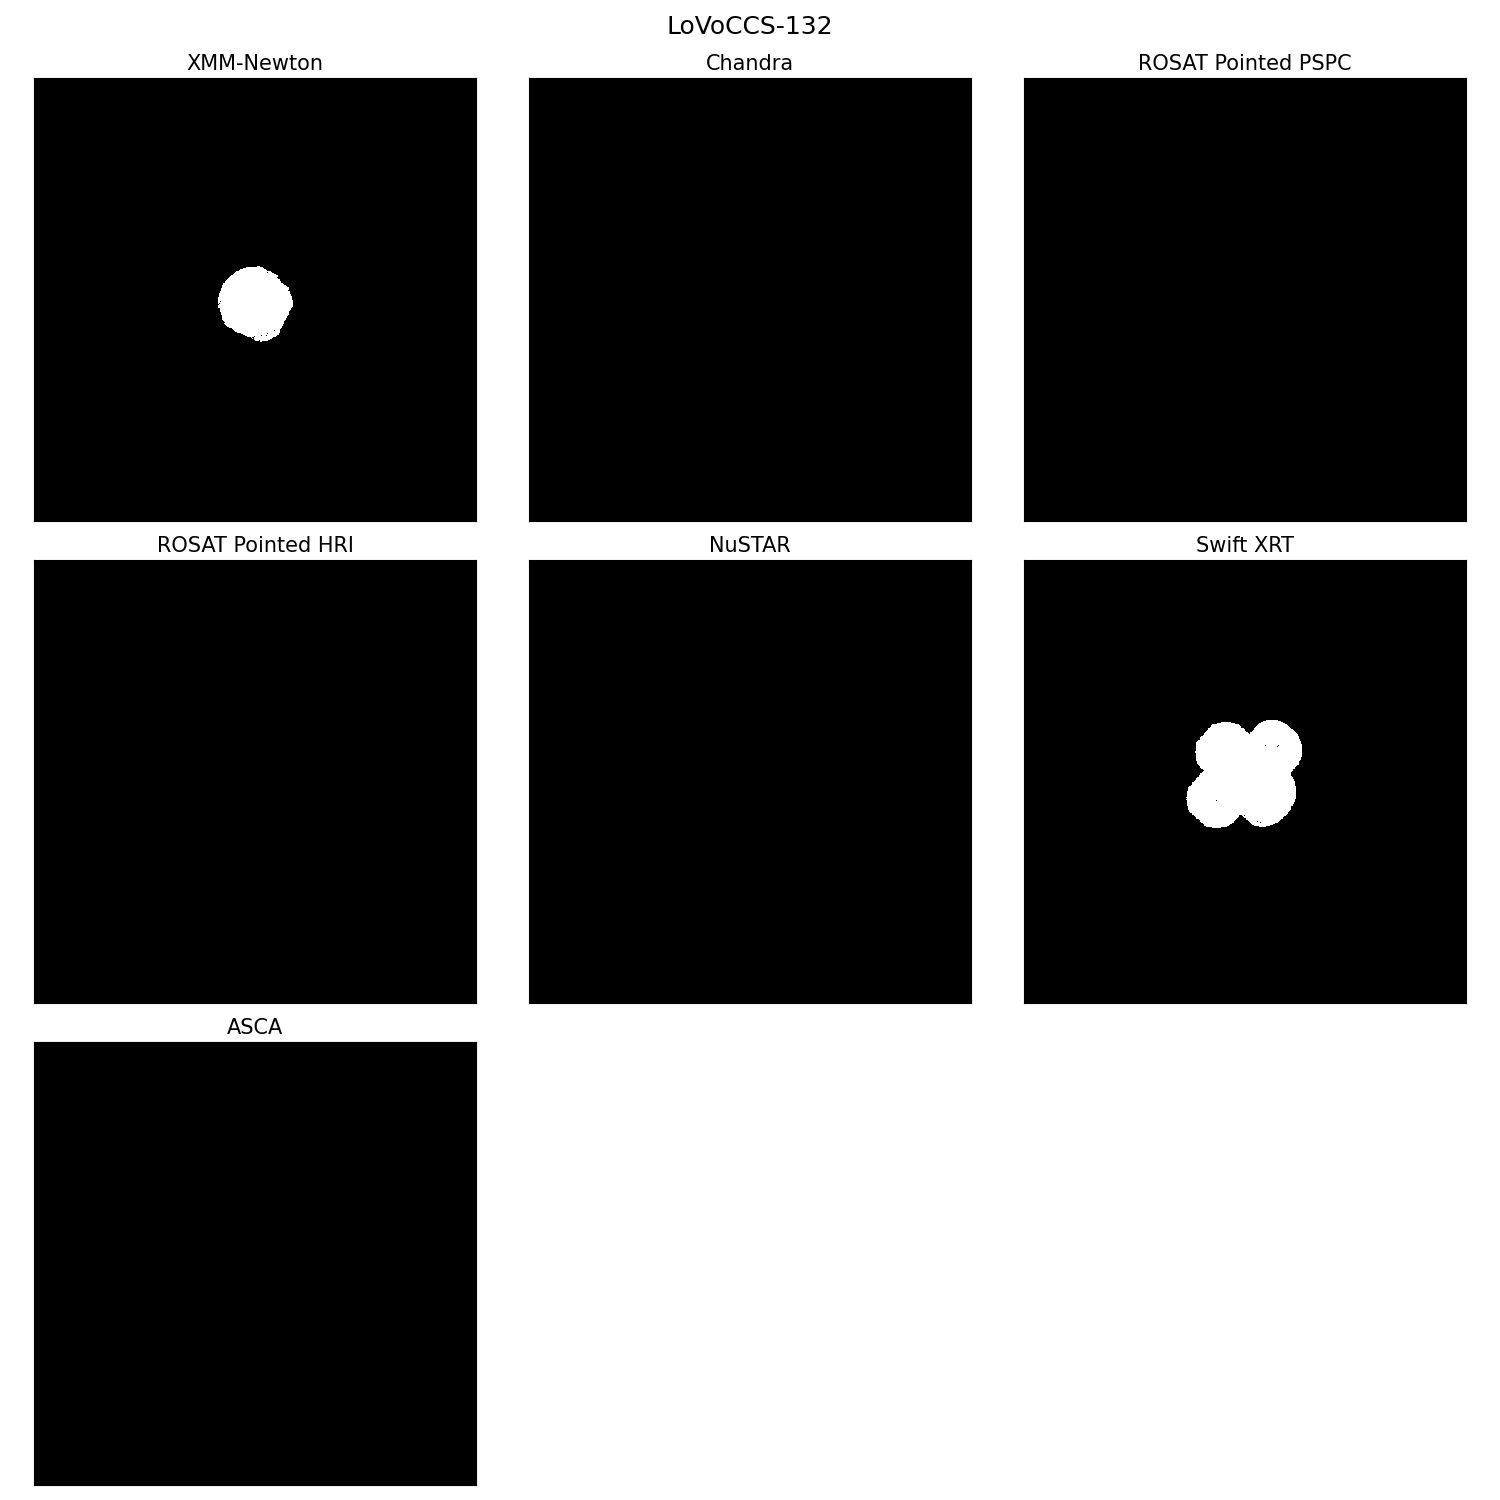 LoVoCCS-132
XMM-Newton
Chandra
ROSAT Pointed PSPC
ROSAT Pointed HRI
NuSTAR
Swift XRT
ASCA